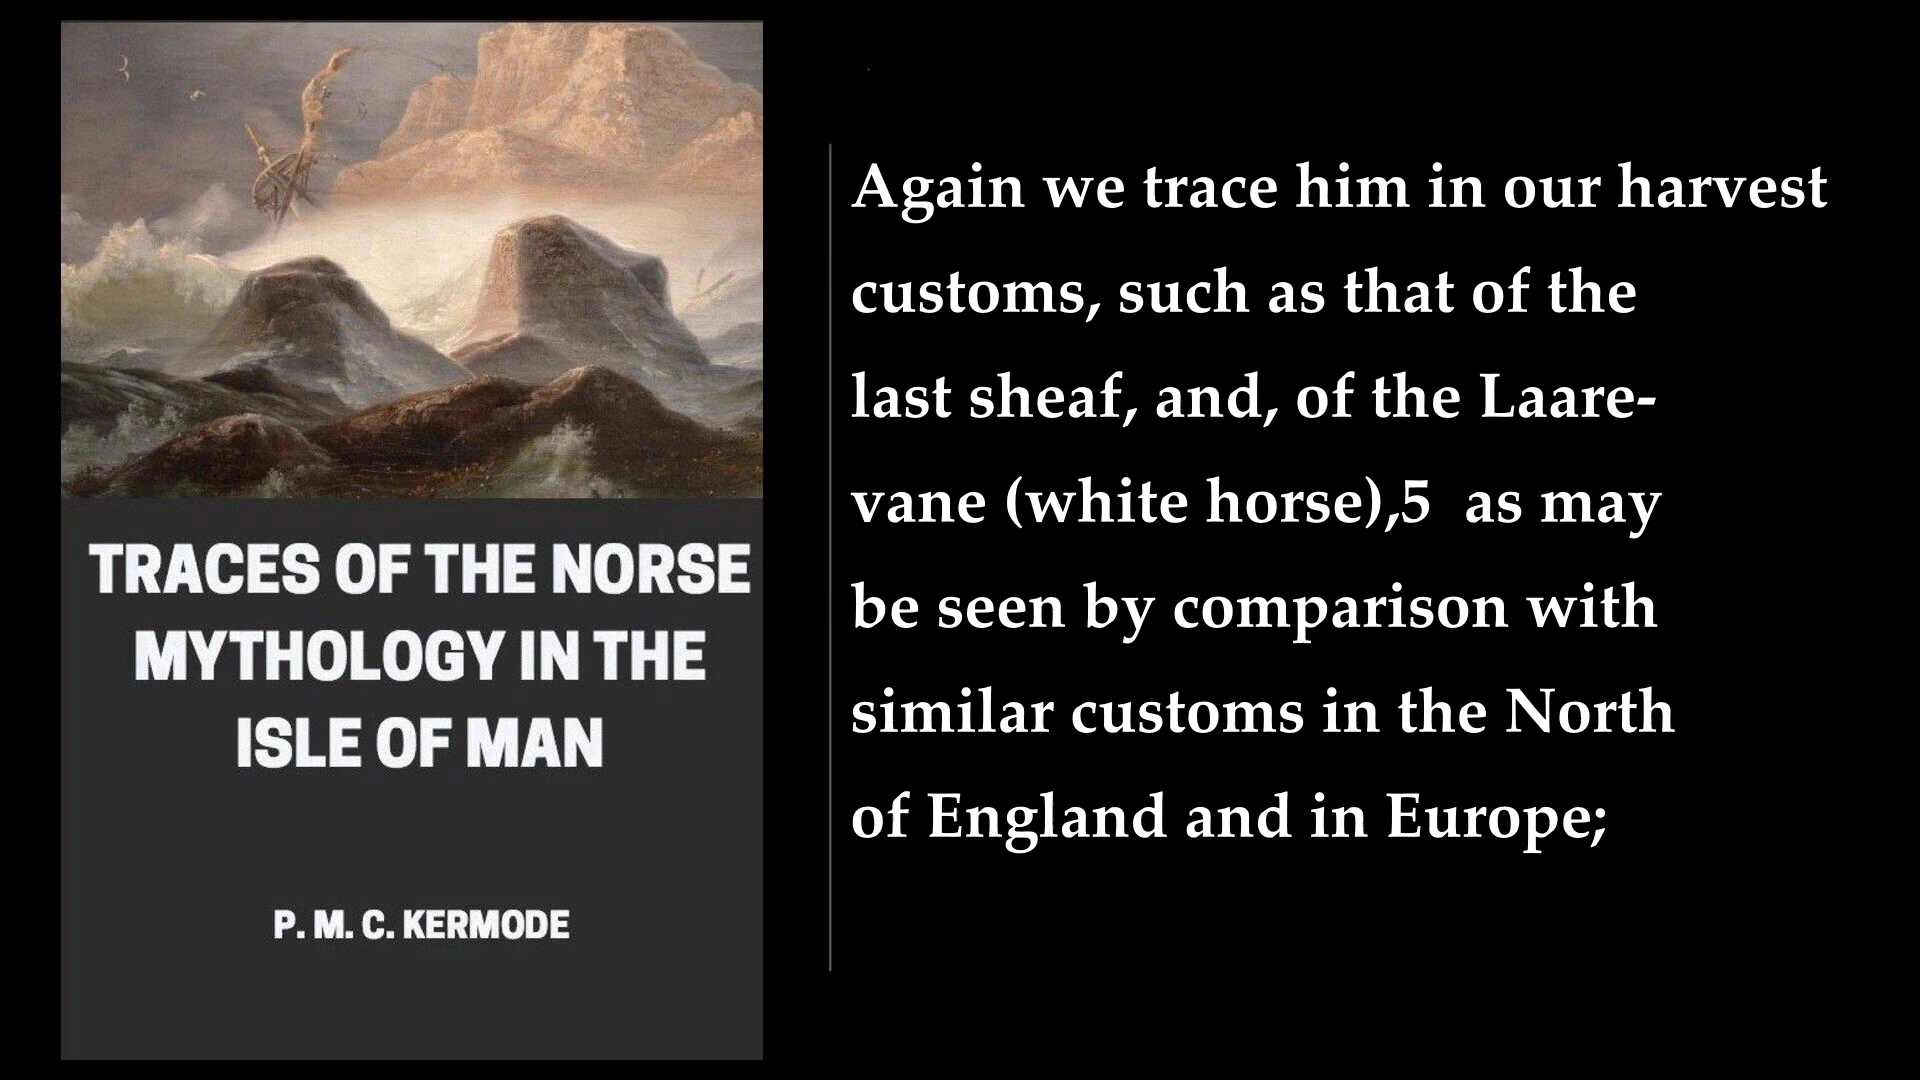 TRACES OF THE NORSE
MYTHOLOGY IN THE
ISLE OF MAN
P. M. C. KERMODE
Again we trace him in our harvest
customs, such as that of the
last sheaf, and, of the Laare-
vane (white horse),5  as may
be seen by comparison with
similar customs in the North
of England and in Europe;